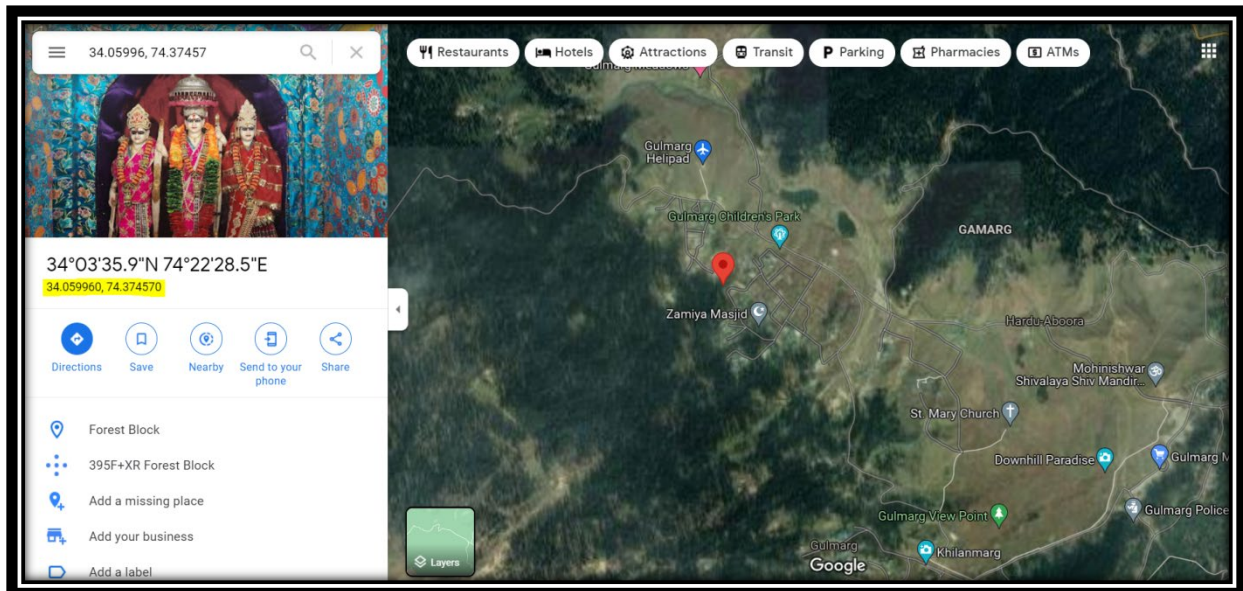 34.05996, 74.37457
34°03'35.9"N 74°22'28.5"E
34.059960, 74.374570
Directions
Save
Nearby
Send to your
phone
Share
Forest Block
395F+XR Forest Block
Add a missing place
Add your business
Add a label
Restaurants
Hotels
Attractions
Transit
Parking
Pharmacies
ATMs
Gulmarg Meadows
Gulmarg
Helipad
Gulmarg Children's Park
GAMARG
Zamiya Masjid
Hardu-Aboora
Mohinishwar
Shivalaya Shiv Mandir...
St. Mary Church
Downhill Paradise
Gulmarg M
Gulmarg View Point
Gulmarg Police
Gulmarg
Khilanmarg
Layers
Google